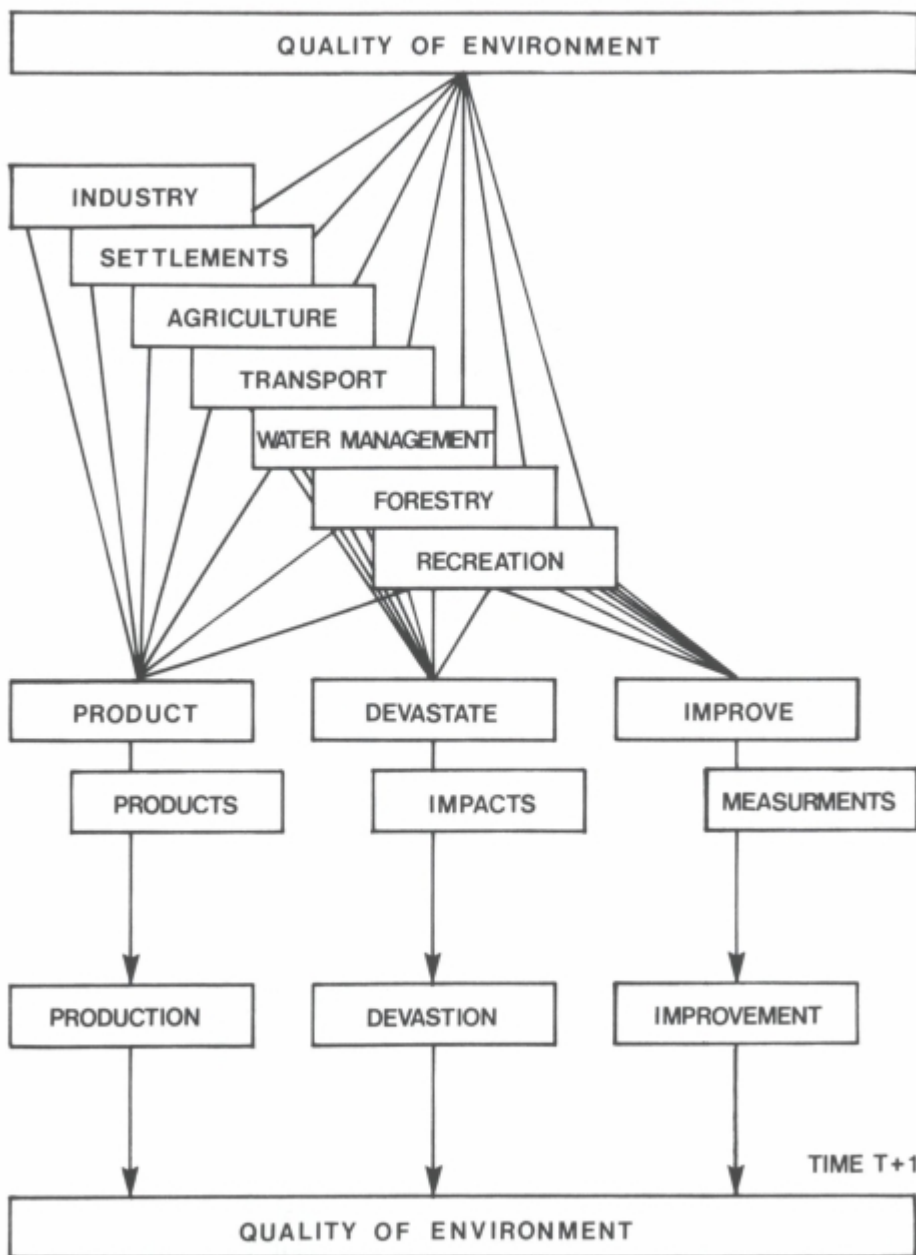 QUALITY OF ENVIRONMENT
INDUSTRY
SETTLEMENTS
AGRICULTURE
TRANSPORT
WATER MANAGEMENT
FORESTRY
RECREATION
PRODUCT
DEVASTATE
IMPROVE
PRODUCTS
IMPACTS
MEASURMENTS
PRODUCTION
DEVASTION
IMPROVEMENT
TIME T+1
QUALITY OF ENVIRONMENT